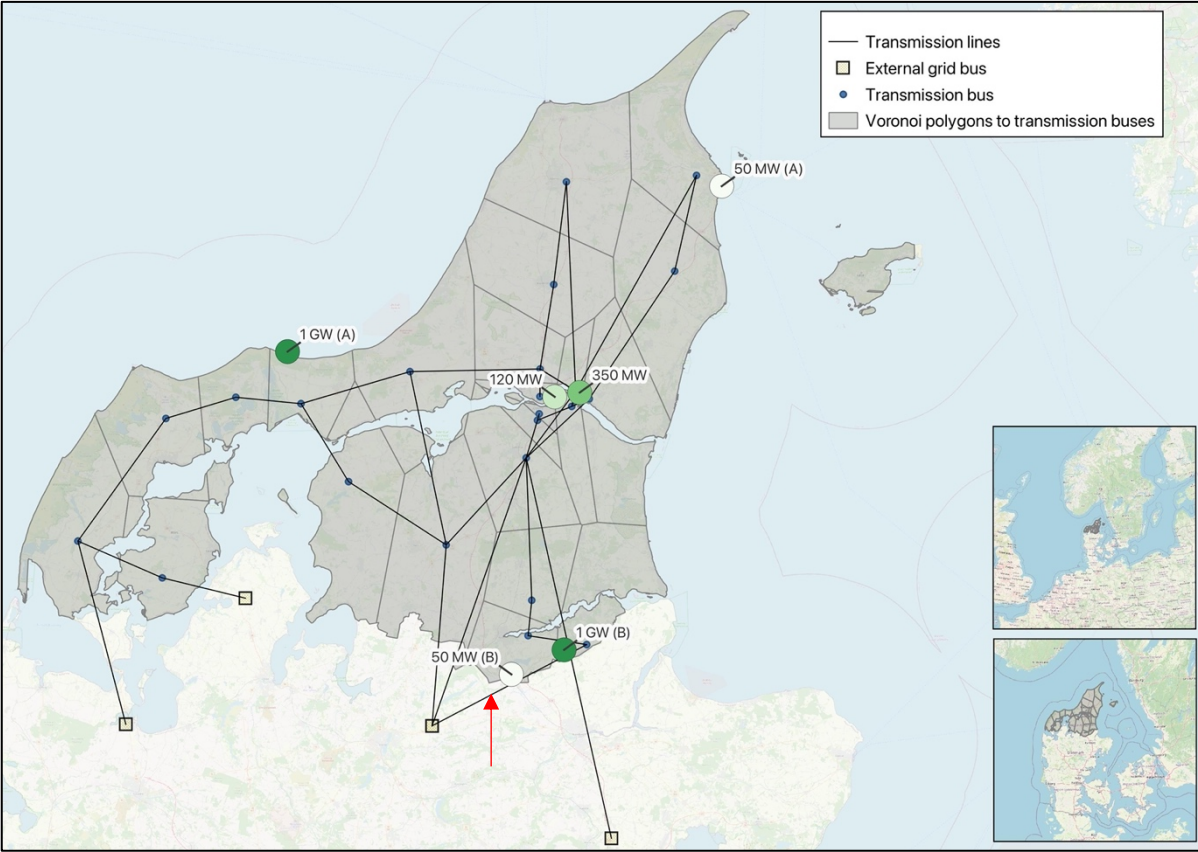 Transmission lines
External grid bus
Transmission bus
Voronoi polygons to transmission buses
50 MW (A)
1 GW (A)
120 MW
350 MW
1 GW (B)
50 MW (B)